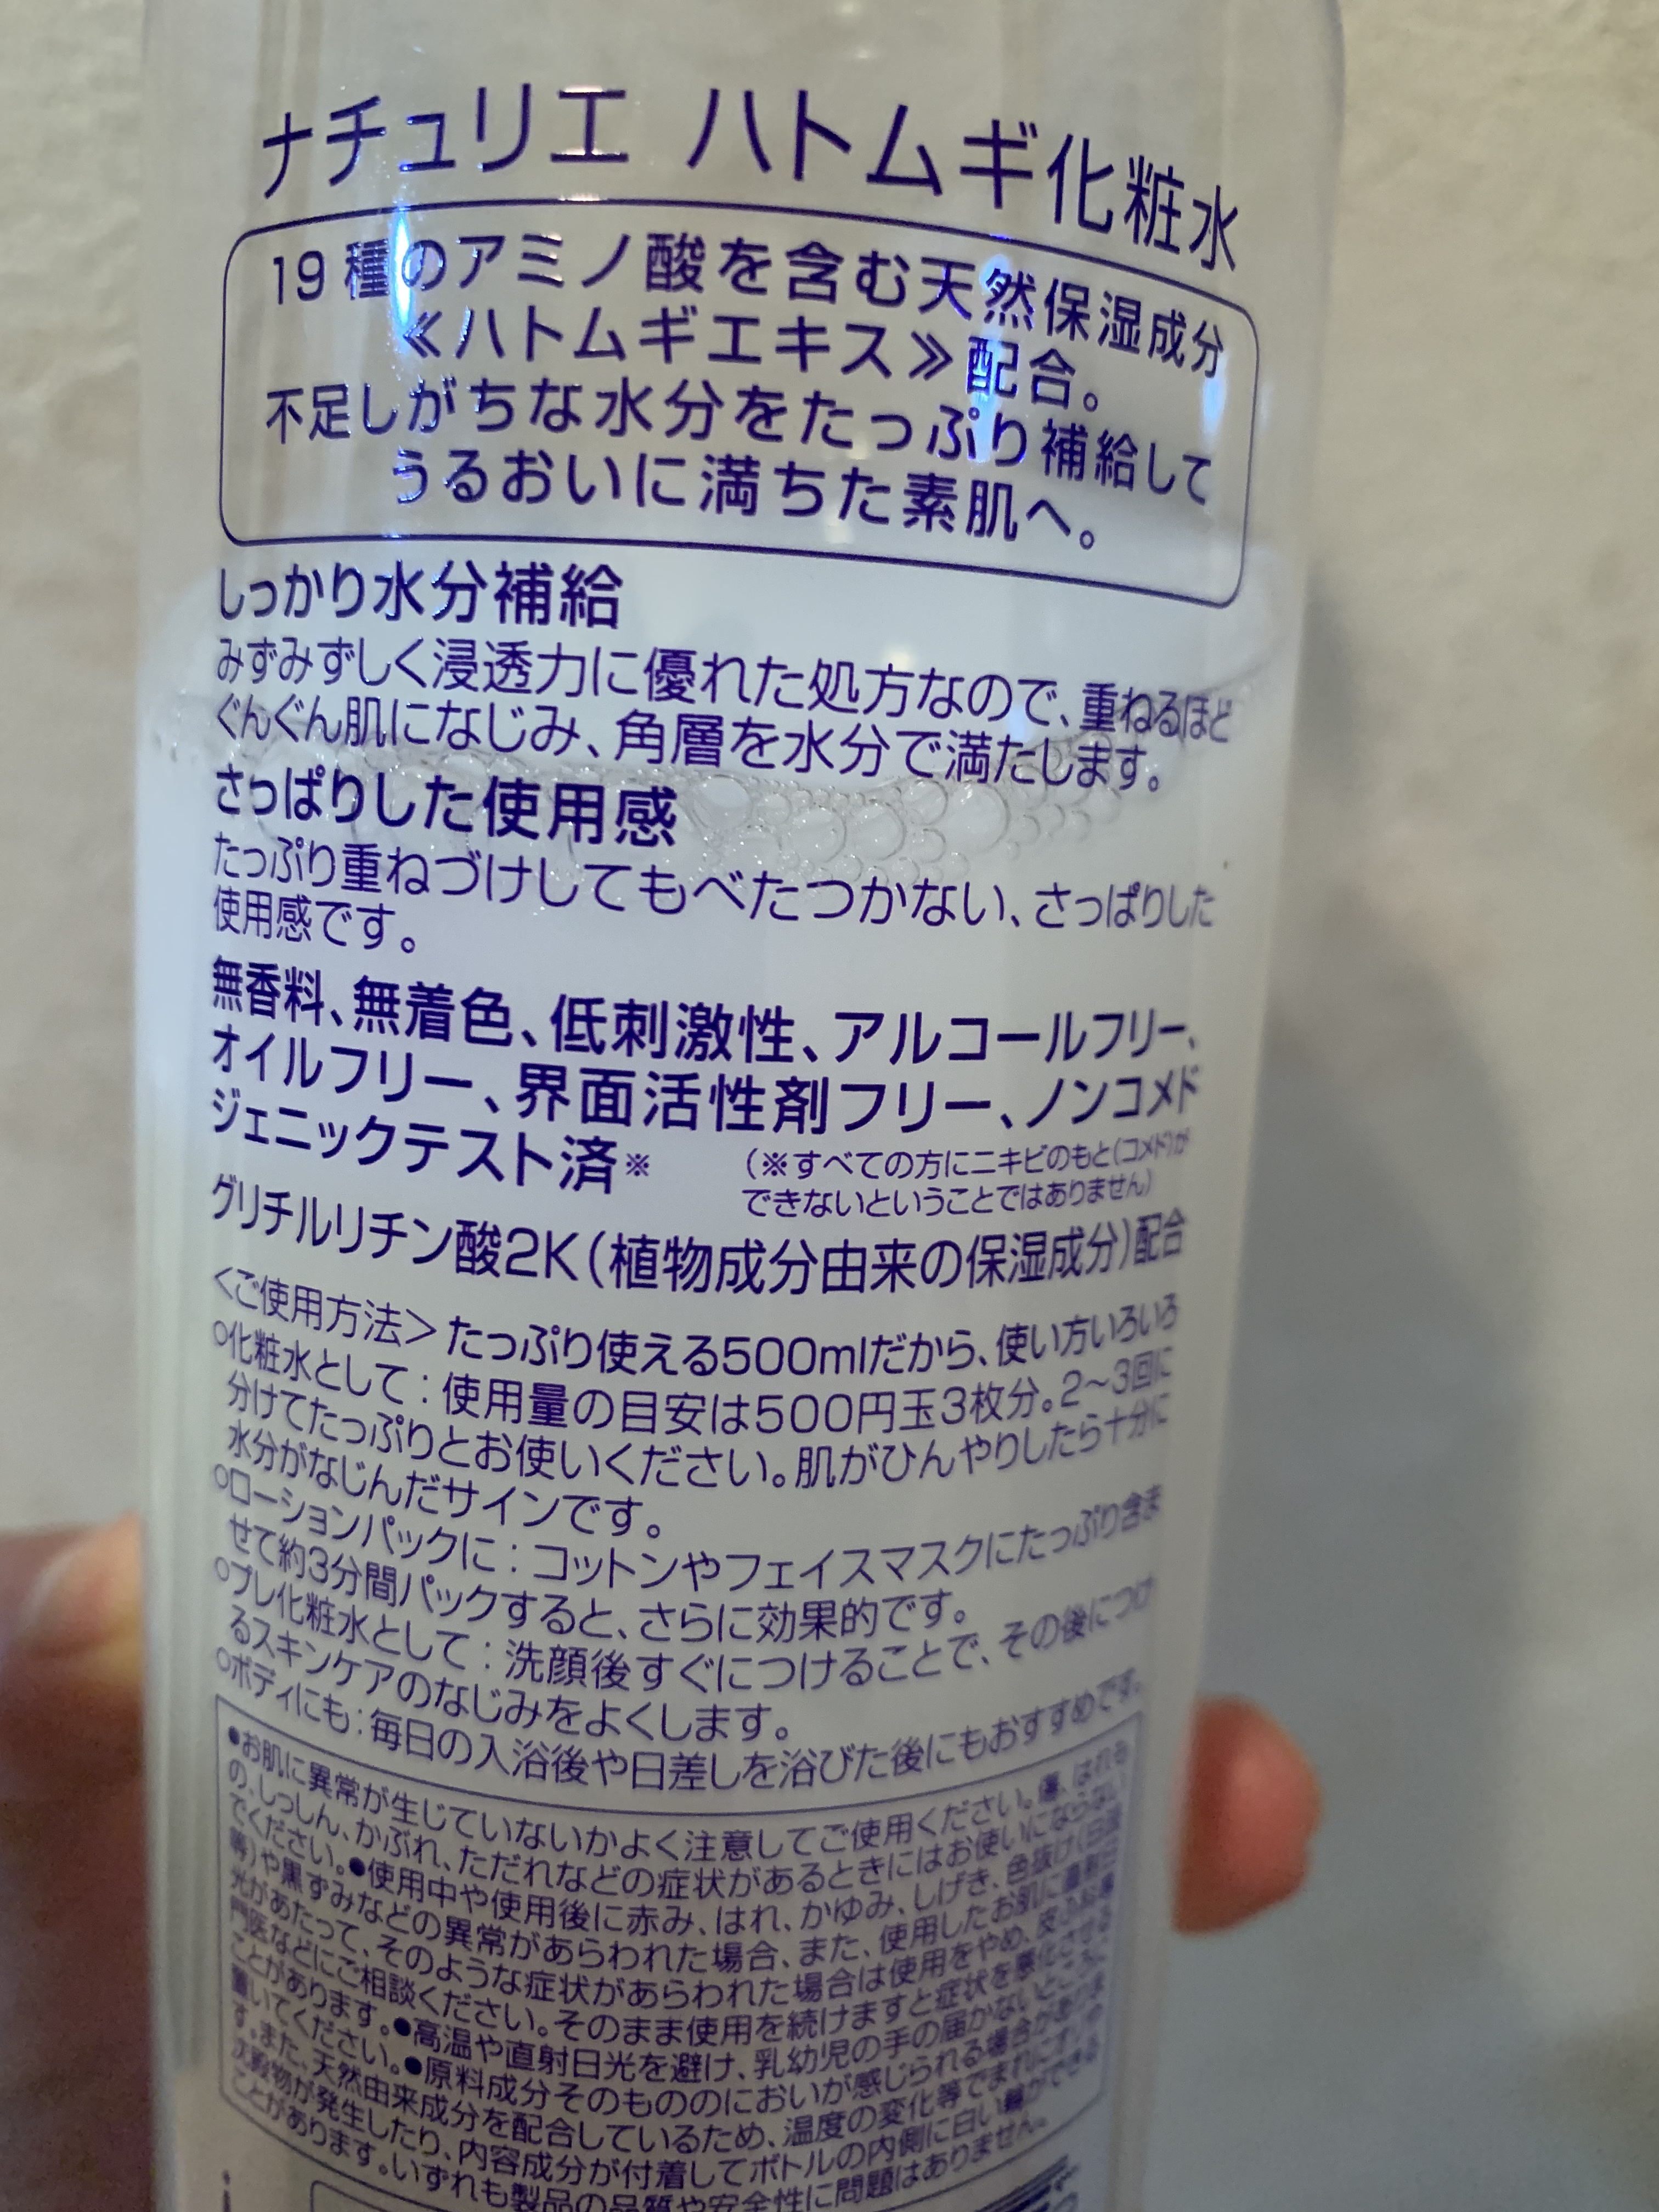 ナチュリエ ハトムギ化粧水
19種のアミノ酸を含む天然保湿成分
≪ハトムギエキス≫配合。
不足しがちな水分をたっぷり補給して
うるおいに満ちた素肌へ。
しっかり水分補給
みずみずしく浸透力に優れた処方なので、重ねるほど
ぐんぐん肌になじみ、角層を水分で満たします。
さっぱりした使用感
たっぷり重ねづけしてもべたつかない、さっぱりした
使用感です。
無香料、無着色、低刺激性、アルコールフリー、
オイルフリー、界面活性剤フリー、ノンコメド
ジェニックテスト済※
（※すべての方にニキビのもと(コメド)が
できないということではありません）
グリチルリチン酸2K(植物成分由来の保湿成分)配合
＜ご使用方法＞たっぷり使える500mlだから、使い方いろいろ
○化粧水として：使用量の目安は500円玉3枚分。2～3回に
分けてたっぷりとお使いください。肌がひんやりしたら十分に
水分がなじんだサインです。
○ローションパックに：コットンやフェイスマスクにたっぷり含ま
せて約3分間パックすると、さらに効果的です。
○プレ化粧水として：洗顔後すぐにつけることで、その後につけ
るスキンケアのなじみをよくします。
○ボディにも：毎日の入浴後や日差しを浴びた後にもおすすめです。
●お肌に異常が生じていないかよく注意してご使用ください。傷、はれも
の、しっしん、かぶれ、ただれなどの症状があるときにはお使いにならない
でください。●使用中や使用後に赤み、はれ、かゆみ、しげき、色抜け(白斑
等)や黒ずみなどの異常があらわれた場合、また、使用したお肌に直射日
光があたって、そのような症状があらわれた場合は使用をやめ、皮ふ科専
門医などにご相談ください。そのまま使用を続けますと症状を悪化させる
ことがあります。●高温や直射日光を避け、乳幼児の手の届かないところに
置いてください。●原料成分そのもののにおいが感じられる場合がありま
す。また、天然由来成分を配合しているため、温度の変化等でまれにすじや
沈殿物が発生したり、内容成分が付着してボトルの内側に白い輪ができる
ことがあります。いずれも製品の品質や安全性に問題はありません。